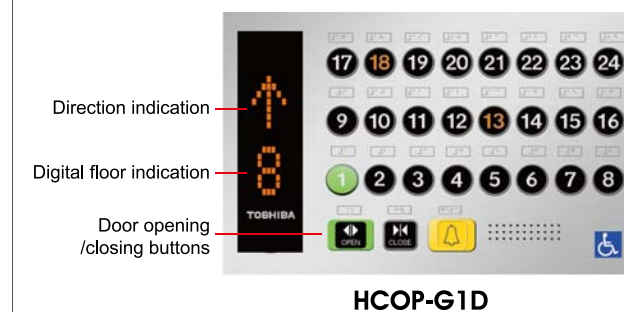 Direction indication
Digital floor indication
Door opening
/closing buttons
8
TOSHIBA
17 18 19 20 21 22 23 24
9 10 11 12 13 14 15 16
1 2 3 4 5 6 7 8
OPEN CLOSE
HCOP-G1D